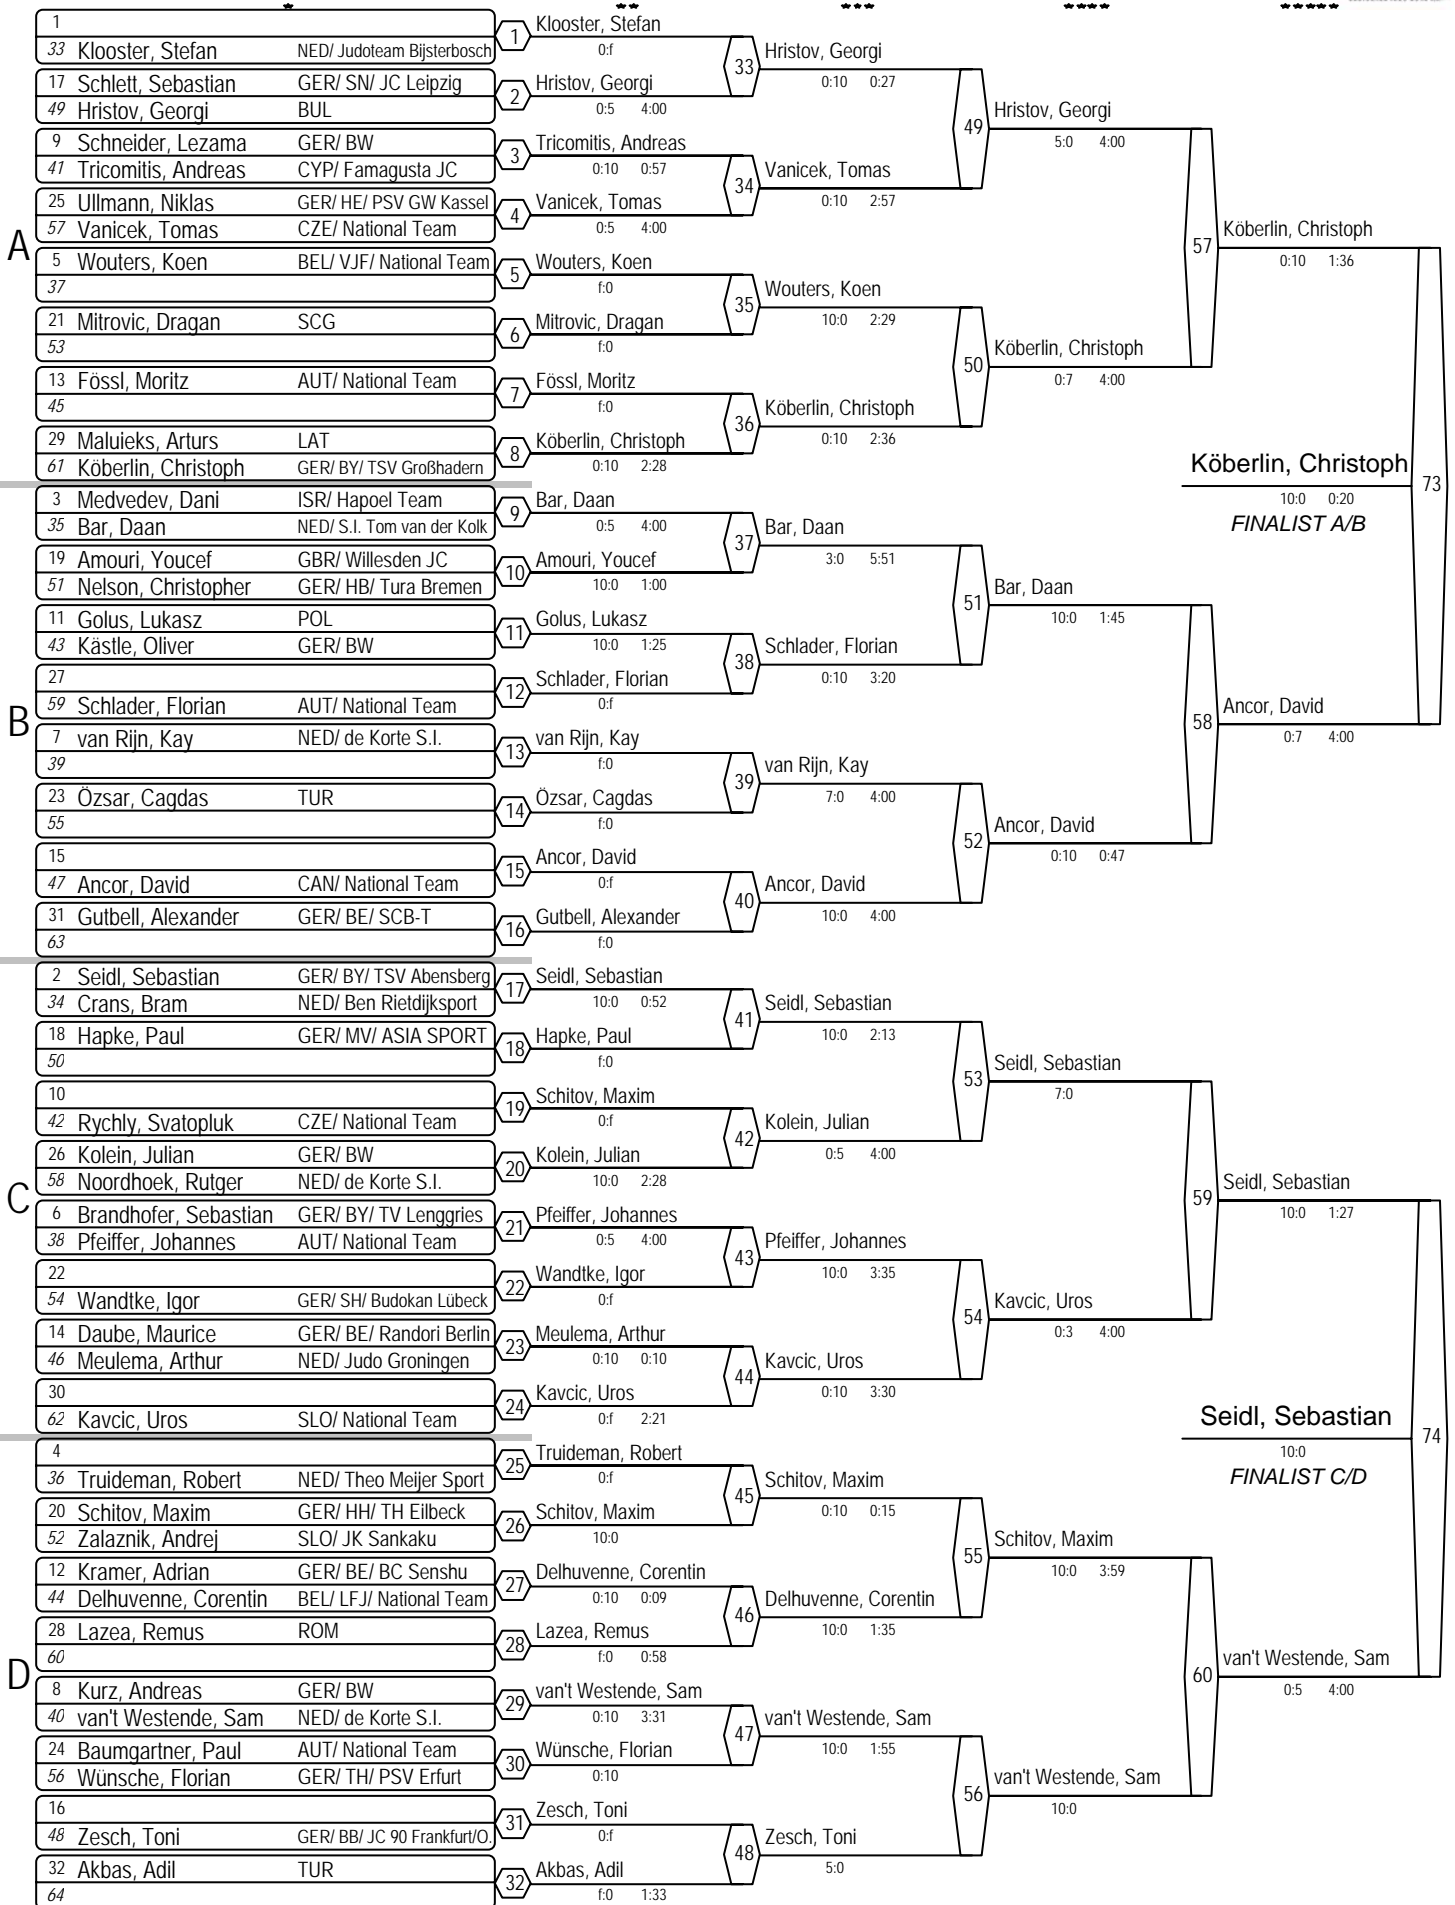 * ** *** **** *****
A
1
33 Klooster, Stefan NED/ Judoteam Bijsterbosch
17 Schlett, Sebastian GER/ SN/ JC Leipzig
49 Hristov, Georgi BUL
9 Schneider, Lezama GER/ BW
41 Tricomitis, Andreas CYP/ Famagusta JC
25 Ullmann, Niklas GER/ HE/ PSV GW Kassel
57 Vanicek, Tomas CZE/ National Team
5 Wouters, Koen BEL/ VJF/ National Team
37
21 Mitrovic, Dragan SCG
53
13 Fössl, Moritz AUT/ National Team
45
29 Maluieks, Arturs LAT
61 Köberlin, Christoph GER/ BY/ TSV Großhadern
B
3 Medvedev, Dani ISR/ Hapoel Team
35 Bar, Daan NED/ S.I. Tom van der Kolk
19 Amouri, Youcef GBR/ Willesden JC
51 Nelson, Christopher GER/ HB/ Tura Bremen
11 Golus, Lukasz POL
43 Kästle, Oliver GER/ BW
27
59 Schlader, Florian AUT/ National Team
7 van Rijn, Kay NED/ de Korte S.I.
39
23 Özsar, Cagdas TUR
55
15
47 Ancor, David CAN/ National Team
31 Gutbell, Alexander GER/ BE/ SCB-T
63
C
2 Seidl, Sebastian GER/ BY/ TSV Abensberg
34 Crans, Bram NED/ Ben Rietdijksport
18 Hapke, Paul GER/ MV/ ASIA SPORT
50
10
42 Rychly, Svatopluk CZE/ National Team
26 Kolein, Julian GER/ BW
58 Noordhoek, Rutger NED/ de Korte S.I.
6 Brandhofer, Sebastian GER/ BY/ TV Lenggries
38 Pfeiffer, Johannes AUT/ National Team
22
54 Wandtke, Igor GER/ SH/ Budokan Lübeck
14 Daube, Maurice GER/ BE/ Randori Berlin
46 Meulema, Arthur NED/ Judo Groningen
30
62 Kavcic, Uros SLO/ National Team
D
4
36 Truideman, Robert NED/ Theo Meijer Sport
20 Schitov, Maxim GER/ HH/ TH Eilbeck
52 Zalaznik, Andrej SLO/ JK Sankaku
12 Kramer, Adrian GER/ BE/ BC Senshu
44 Delhuvenne, Corentin BEL/ LFJ/ National Team
28 Lazea, Remus ROM
60
8 Kurz, Andreas GER/ BW
40 van't Westende, Sam NED/ de Korte S.I.
24 Baumgartner, Paul AUT/ National Team
56 Wünsche, Florian GER/ TH/ PSV Erfurt
16
48 Zesch, Toni GER/ BB/ JC 90 Frankfurt/O.
32 Akbas, Adil TUR
64
1 Klooster, Stefan
0:f
2 Hristov, Georgi
0:5 4:00
3 Tricomitis, Andreas
0:10 0:57
4 Vanicek, Tomas
0:5 4:00
5 Wouters, Koen
f:0
6 Mitrovic, Dragan
f:0
7 Fössl, Moritz
f:0
8 Köberlin, Christoph
0:10 2:28
9 Bar, Daan
0:5 4:00
10 Amouri, Youcef
10:0 1:00
11 Golus, Lukasz
10:0 1:25
12 Schlader, Florian
0:f
13 van Rijn, Kay
f:0
14 Özsar, Cagdas
f:0
15 Ancor, David
0:f
16 Gutbell, Alexander
f:0
17 Seidl, Sebastian
10:0 0:52
18 Hapke, Paul
f:0
19 Schitov, Maxim
0:f
20 Kolein, Julian
10:0 2:28
21 Pfeiffer, Johannes
0:5 4:00
22 Wandtke, Igor
0:f
23 Meulema, Arthur
0:10 0:10
24 Kavcic, Uros
0:f 2:21
25 Truideman, Robert
0:f
26 Schitov, Maxim
10:0
27 Delhuvenne, Corentin
0:10 0:09
28 Lazea, Remus
f:0 0:58
29 van't Westende, Sam
0:10 3:31
30 Wünsche, Florian
0:10
31 Zesch, Toni
0:f
32 Akbas, Adil
f:0 1:33
33 Hristov, Georgi
0:10 0:27
34 Vanicek, Tomas
0:10 2:57
35 Wouters, Koen
10:0 2:29
36 Köberlin, Christoph
0:10 2:36
37 Bar, Daan
3:0 5:51
38 Schlader, Florian
0:10 3:20
39 van Rijn, Kay
7:0 4:00
40 Ancor, David
10:0 4:00
41 Seidl, Sebastian
10:0 2:13
42 Kolein, Julian
0:5 4:00
43 Pfeiffer, Johannes
10:0 3:35
44 Kavcic, Uros
0:10 3:30
45 Schitov, Maxim
0:10 0:15
46 Delhuvenne, Corentin
10:0 1:35
47 van't Westende, Sam
10:0 1:55
48 Zesch, Toni
5:0
49 Hristov, Georgi
5:0 4:00
50 Köberlin, Christoph
0:7 4:00
51 Bar, Daan
10:0 1:45
52 Ancor, David
0:10 0:47
53 Seidl, Sebastian
7:0
54 Kavcic, Uros
0:3 4:00
55 Schitov, Maxim
10:0 3:59
56 van't Westende, Sam
10:0
57 Köberlin, Christoph
0:10 1:36
58 Ancor, David
0:7 4:00
59 Seidl, Sebastian
10:0 1:27
60 van't Westende, Sam
0:5 4:00
Köberlin, Christoph 73
10:0 0:20
FINALIST A/B
Seidl, Sebastian 74
10:0
FINALIST C/D